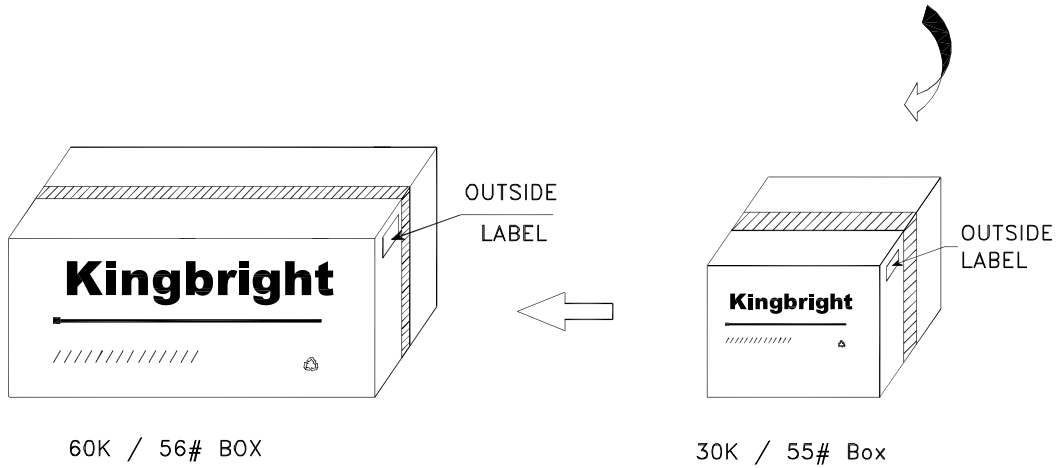 OUTSIDE
LABEL
Kingbright
60K / 56# BOX
OUTSIDE
LABEL
Kingbright
30K / 55# Box